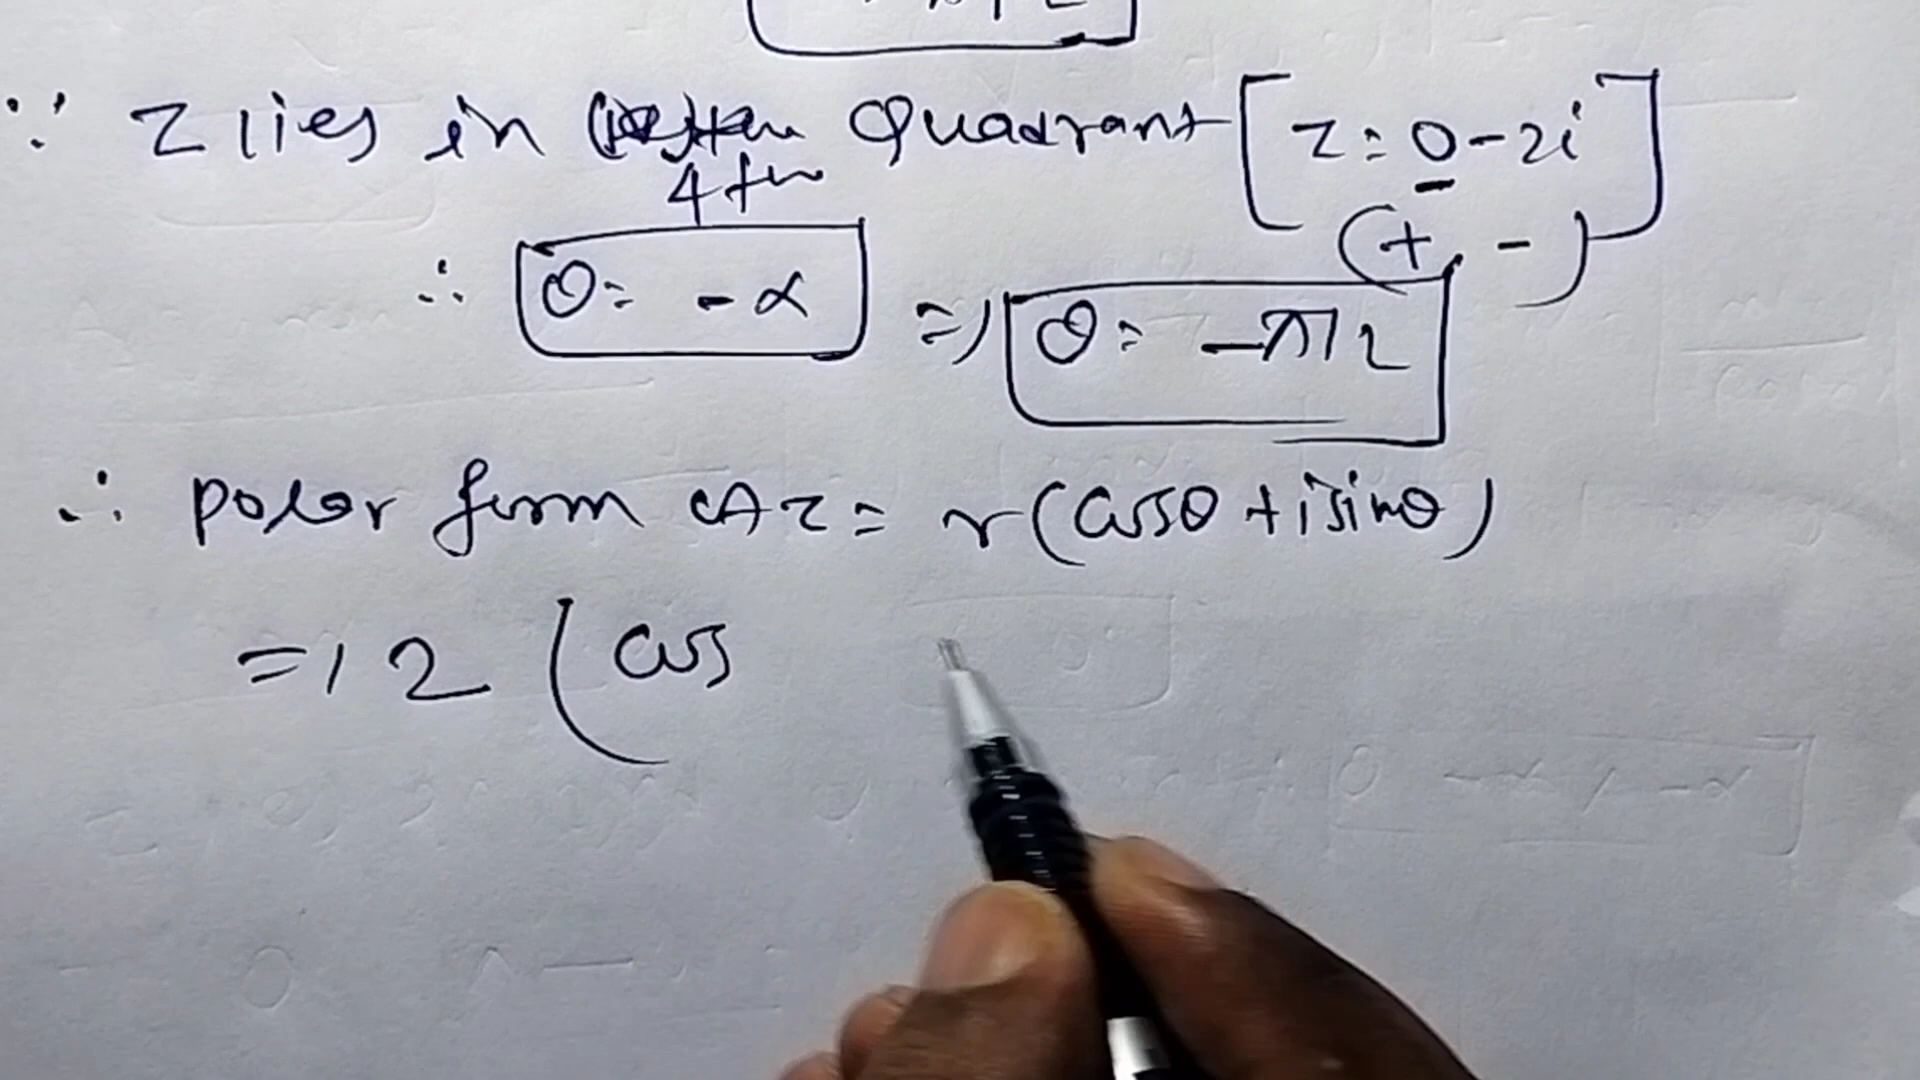 ∵ Z lies in Quadrant [z = 0 - 2i]
4th
(+, -)
∴ θ = -α => θ = -π/2
∴ polar form of z = r(cosθ + i sinθ)
=> 2 (cos